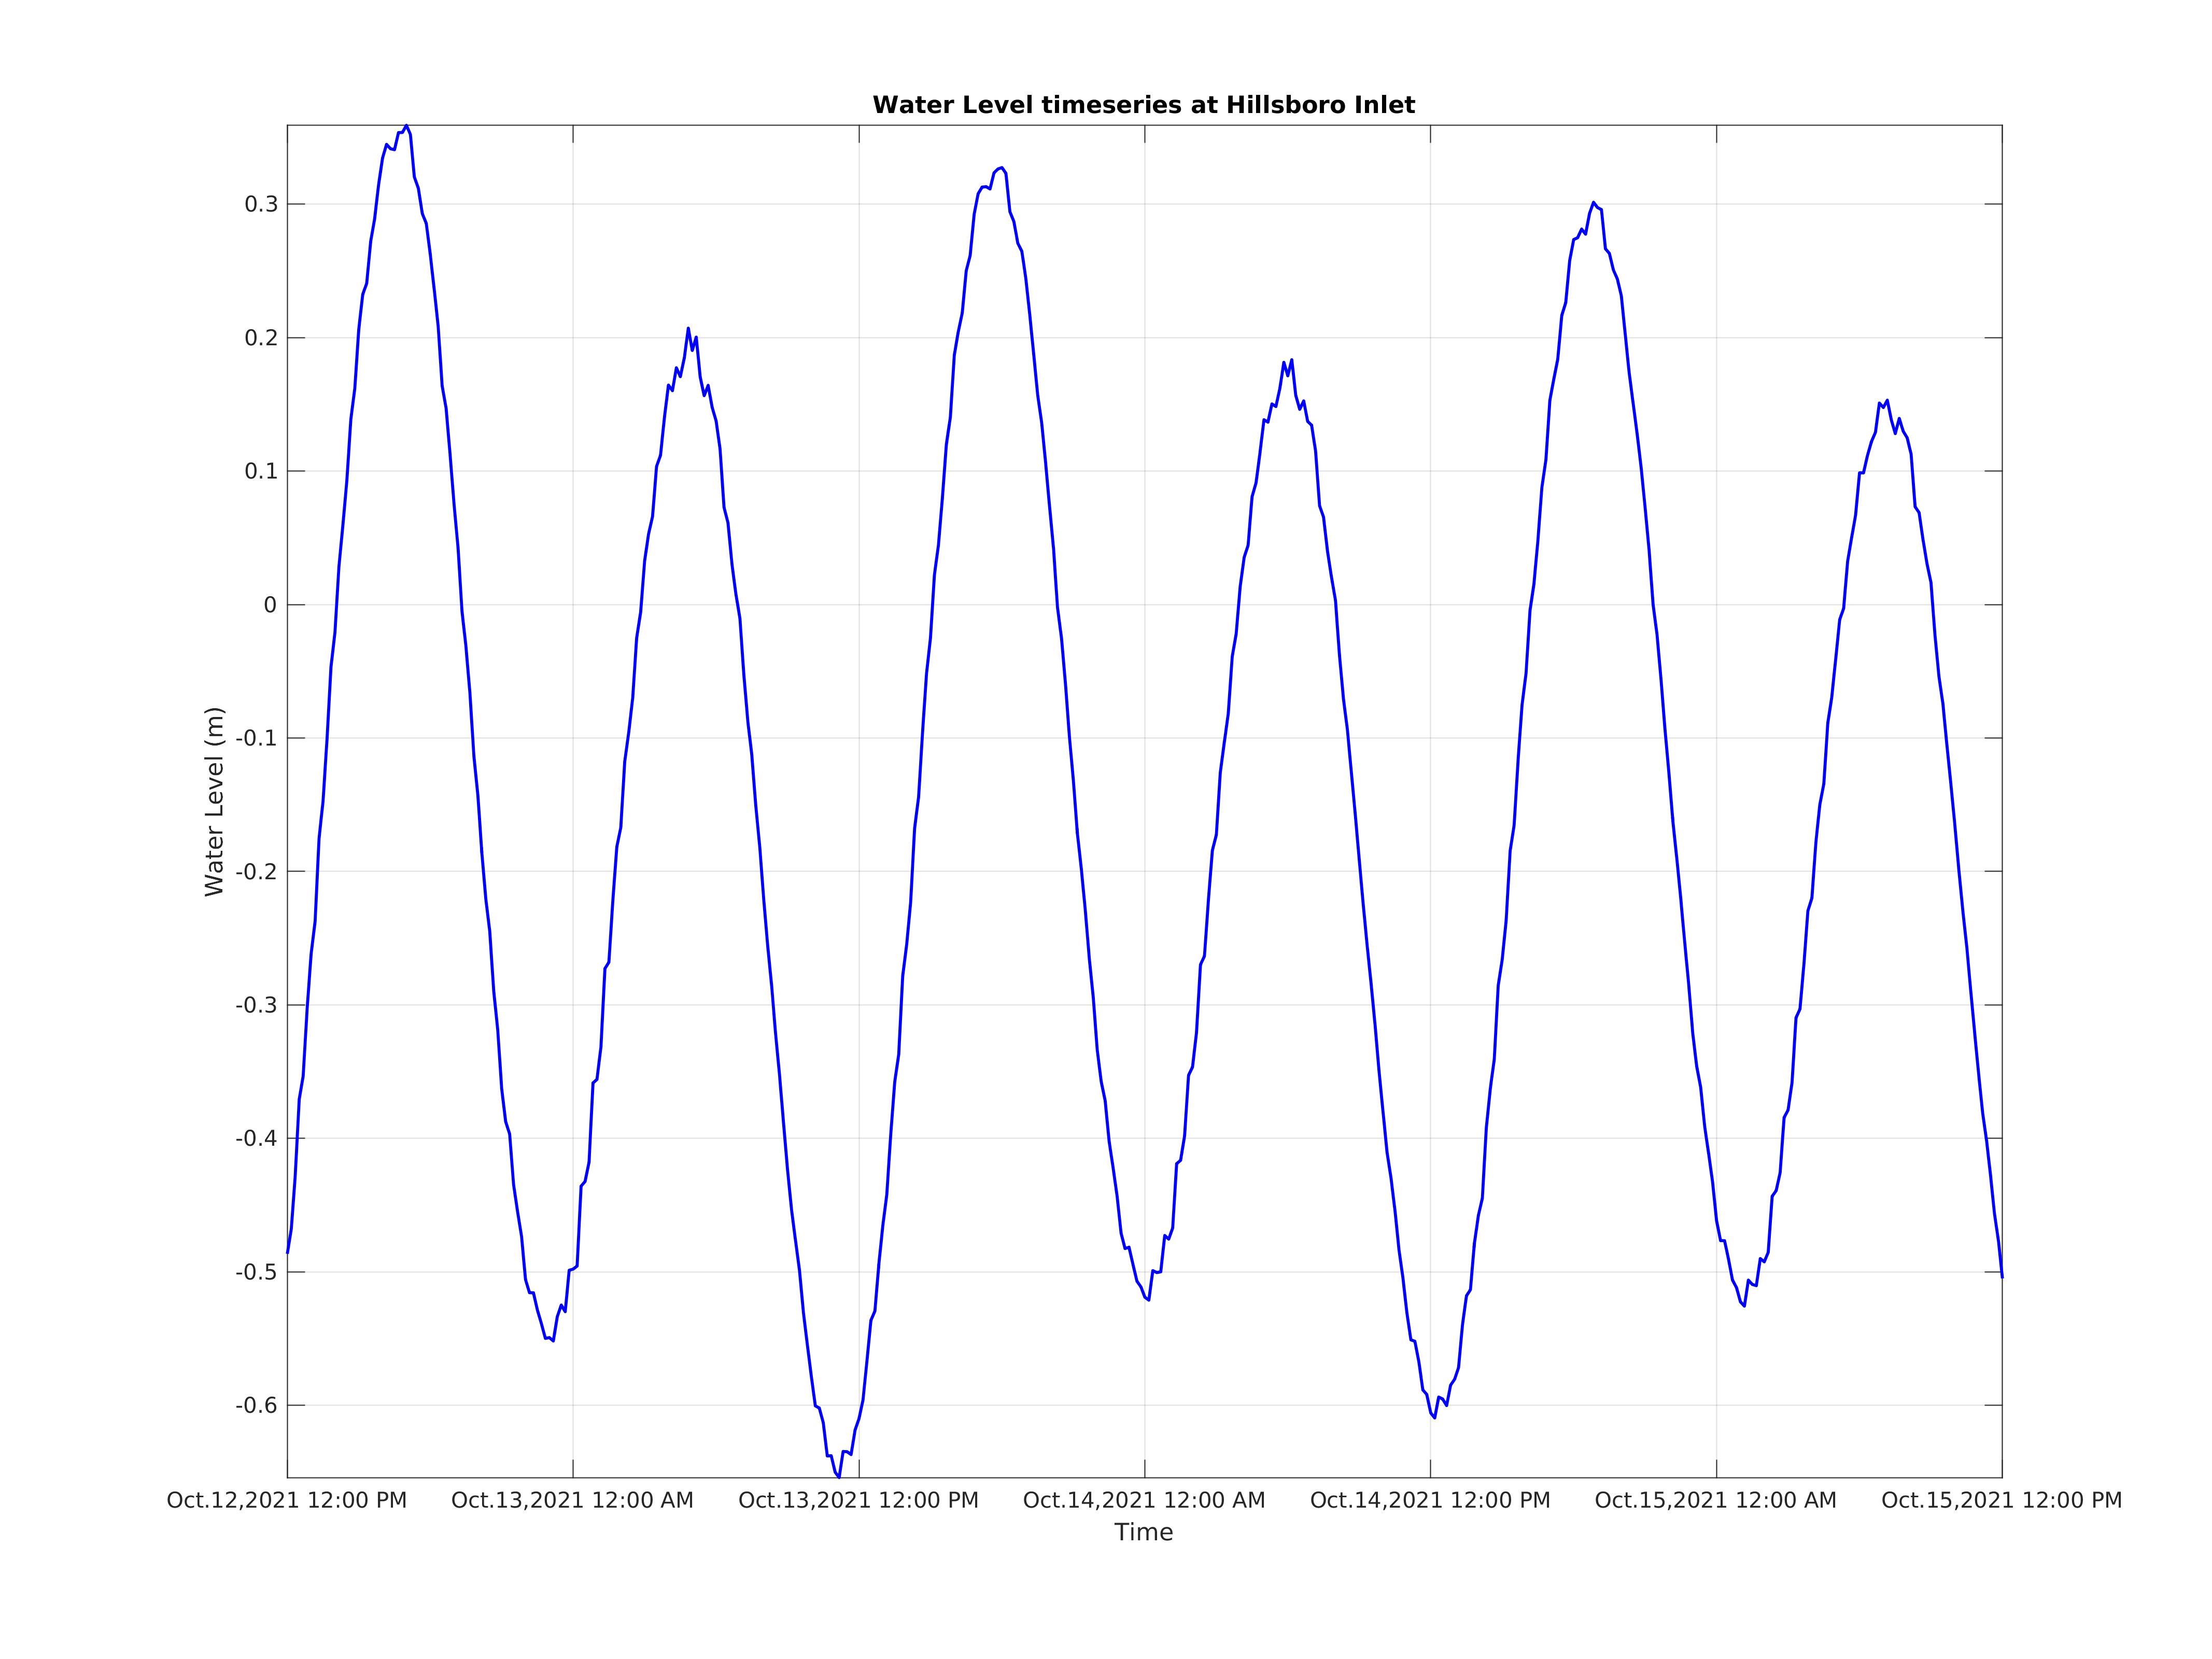 Water Level timeseries at Hillsboro Inlet
0.3
0.2
0.1
0
-0.1
-0.2
-0.3
-0.4
-0.5
-0.6
Water Level (m)
Oct.12,2021 12:00 PM
Oct.13,2021 12:00 AM
Oct.13,2021 12:00 PM
Oct.14,2021 12:00 AM
Oct.14,2021 12:00 PM
Oct.15,2021 12:00 AM
Oct.15,2021 12:00 PM
Time